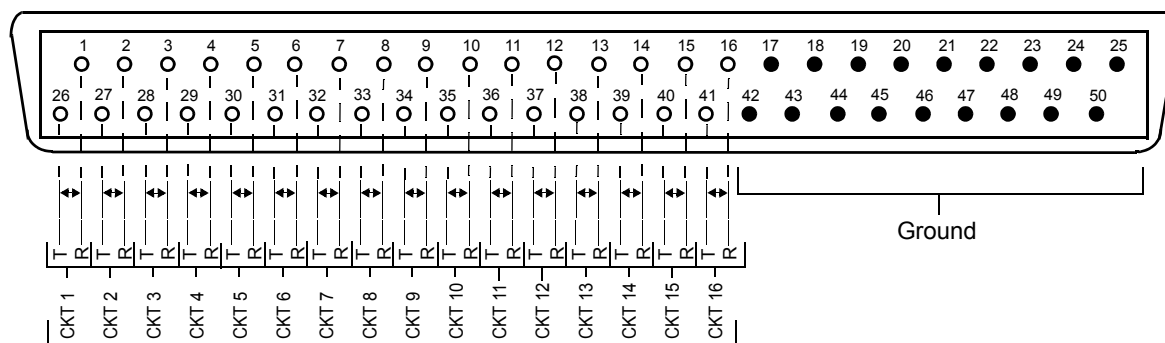 1 2 3 4 5 6 7 8 9 10 11 12 13 14 15 16 17 18 19 20 21 22 23 24 25
26 27 28 29 30 31 32 33 34 35 36 37 38 39 40 41 42 43 44 45 46 47 48 49 50
Ground
T R T R T R T R T R T R T R T R T R T R T R T R T R T R T R T R
CKT 1
CKT 2
CKT 3
CKT 4
CKT 5
CKT 6
CKT 7
CKT 8
CKT 9
CKT 10
CKT 11
CKT 12
CKT 13
CKT 14
CKT 15
CKT 16